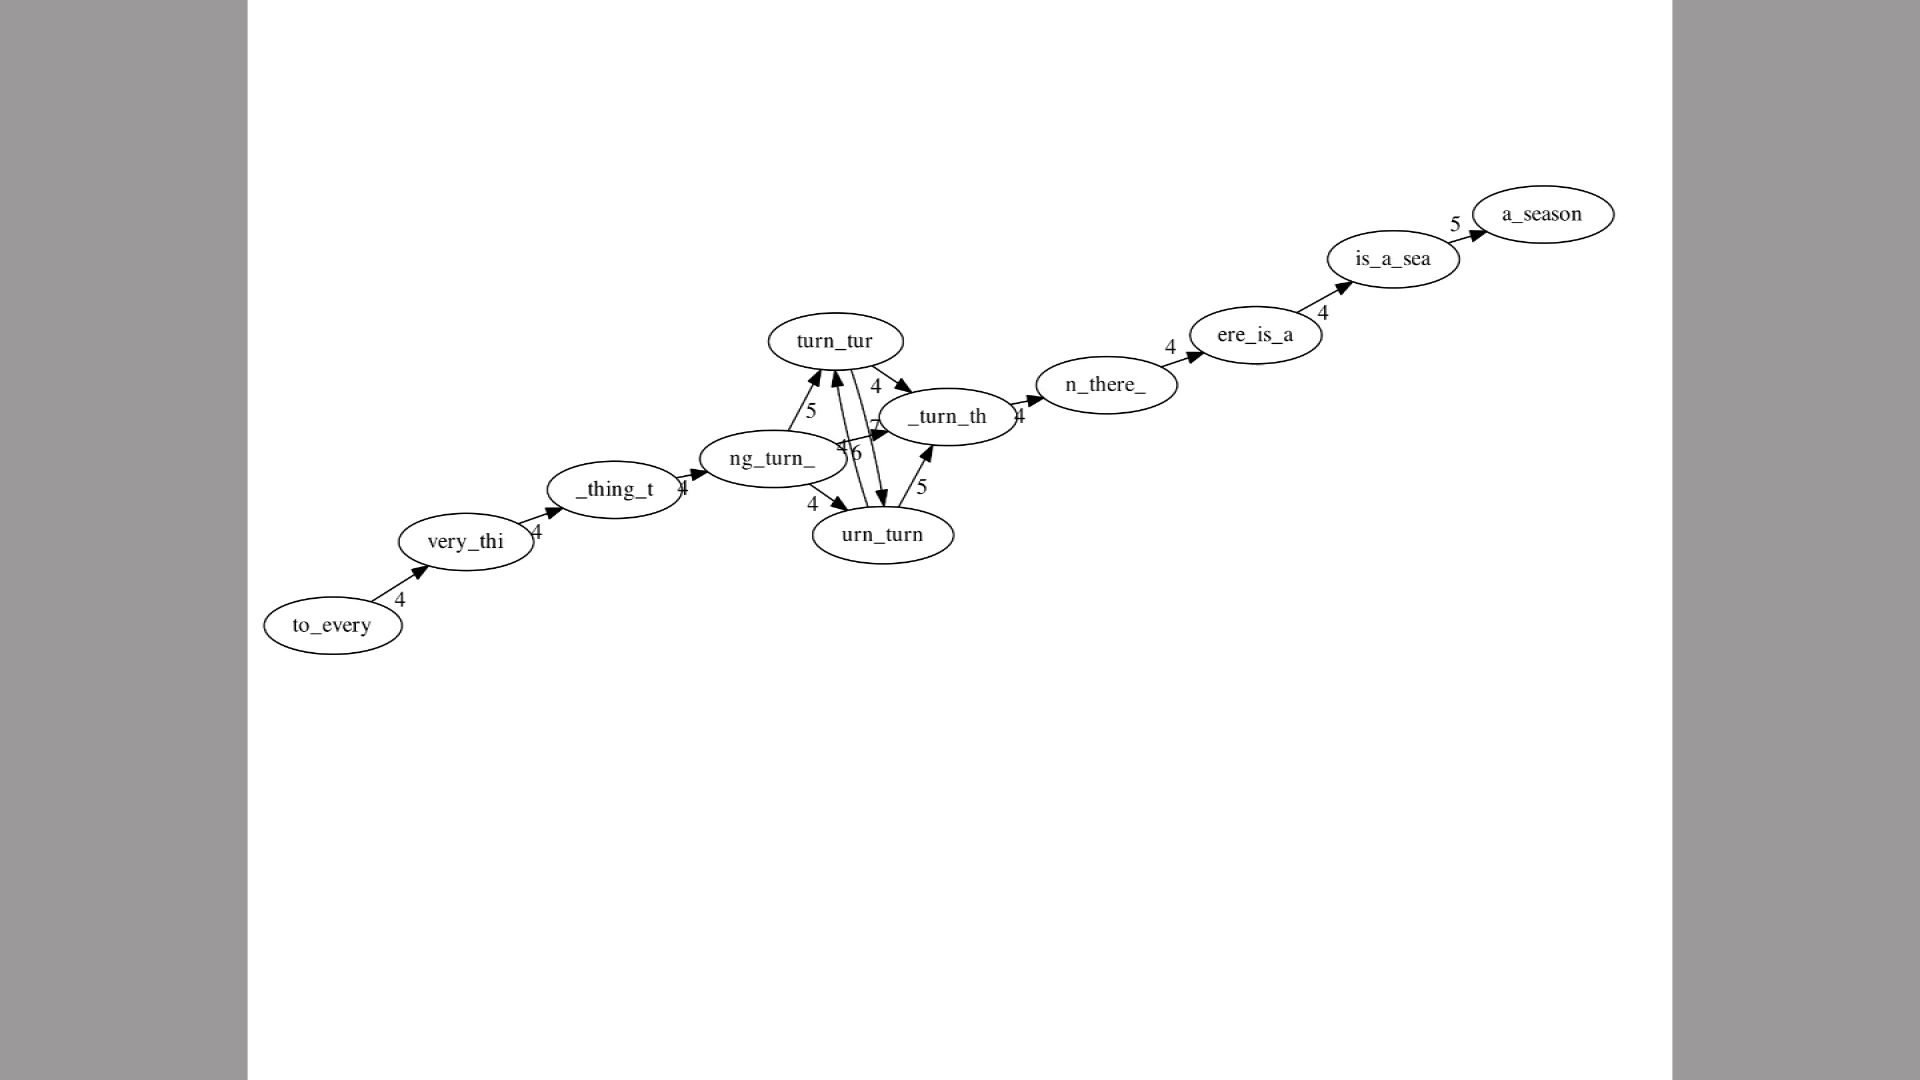 a_season
5
is_a_sea
4
ere_is_a
turn_tur
4
n_there_
4
5
_turn_th
4
7
4
6
ng_turn_
4
_thing_t
5
4
4
very_thi
urn_turn
4
to_every